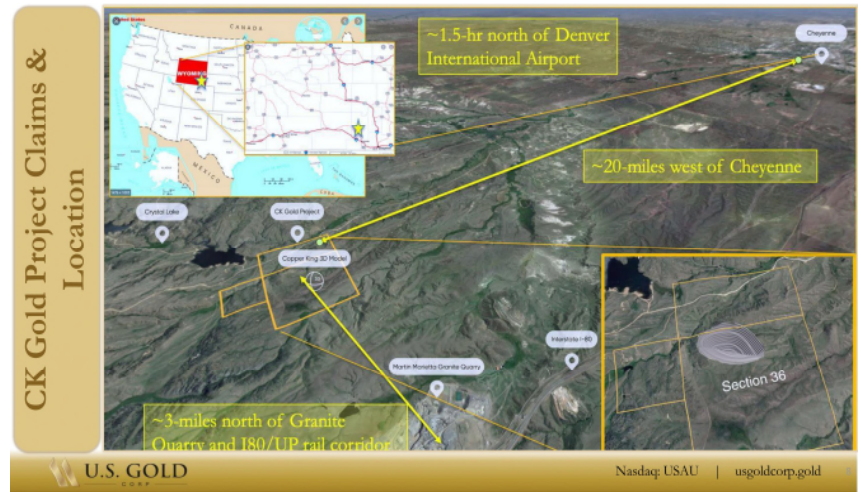 CK Gold Project Claims &
Location
CANADA
WYOMING
MEXICO
~1.5-hr north of Denver
International Airport
Cheyenne
~20-miles west of Cheyenne
Crystal Lake
CK Gold Project
Copper King 3D Model
Interstate I-80
Martin Marietta Granite Quarry
Section 36
~3-miles north of Granite
Quarry and I80/UP rail corridor
U.S. GOLD
CORP
Nasdaq: USAU | usgoldcorp.gold